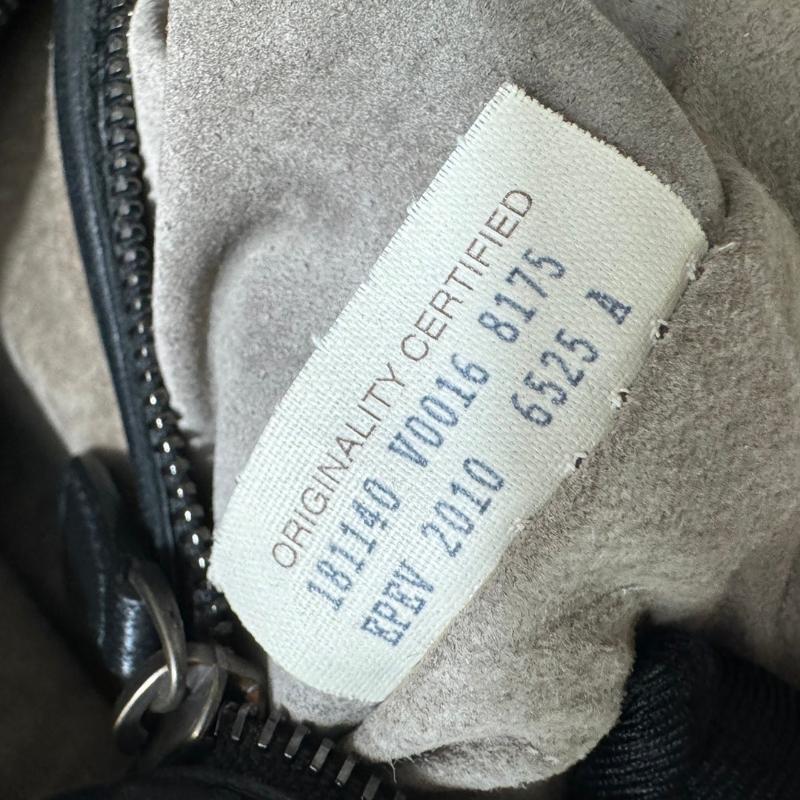 ORIGINALITY CERTIFIED
181140 V0016 8175
EPEV 2010 6525 A